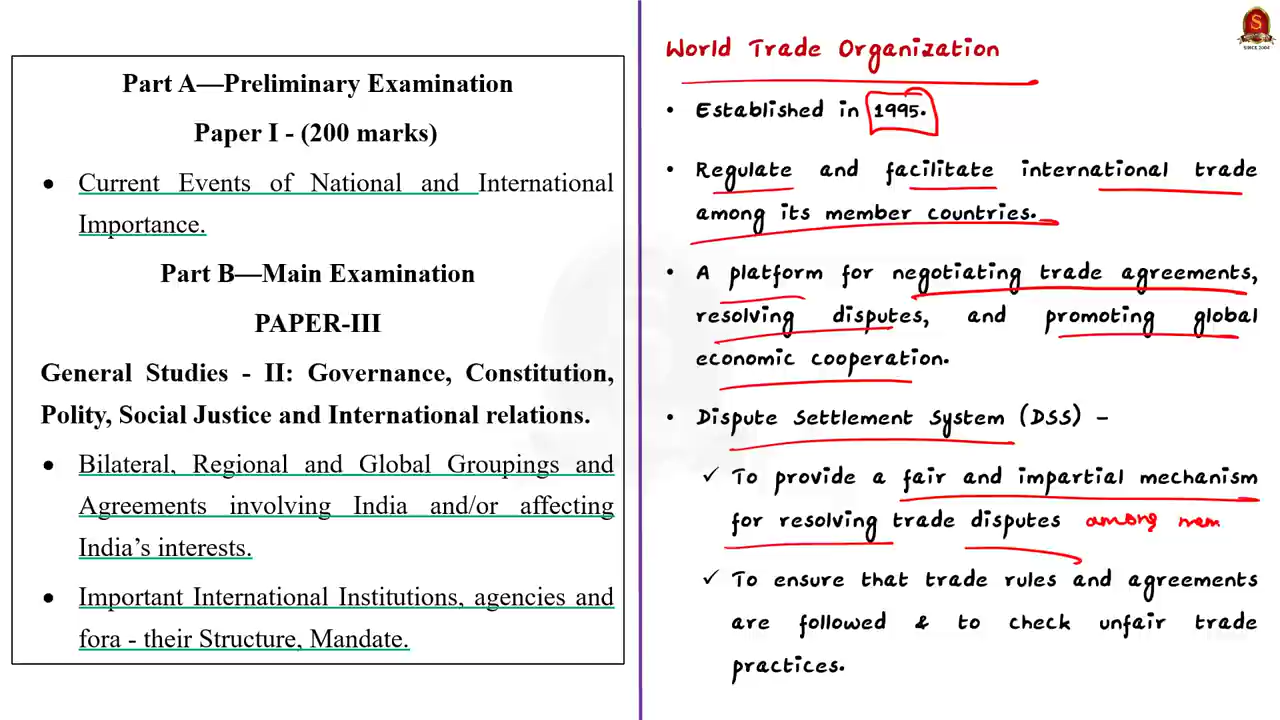 Part A—Preliminary Examination
Paper I - (200 marks)
• Current Events of National and International
Importance.
Part B—Main Examination
PAPER-III
General Studies - II: Governance, Constitution,
Polity, Social Justice and International relations.
• Bilateral, Regional and Global Groupings and
Agreements involving India and/or affecting
India's interests.
• Important International Institutions, agencies and
fora - their Structure, Mandate.
World Trade Organization
• Established in 1995.
• Regulate and facilitate international trade
among its member countries.
• A platform for negotiating trade agreements,
resolving disputes, and promoting global
economic cooperation.
• Dispute Settlement System (DSS) –
✓ To provide a fair and impartial mechanism
for resolving trade disputes among mem
✓ To ensure that trade rules and agreements
are followed & to check unfair trade
practices.
S
SINCE 2004